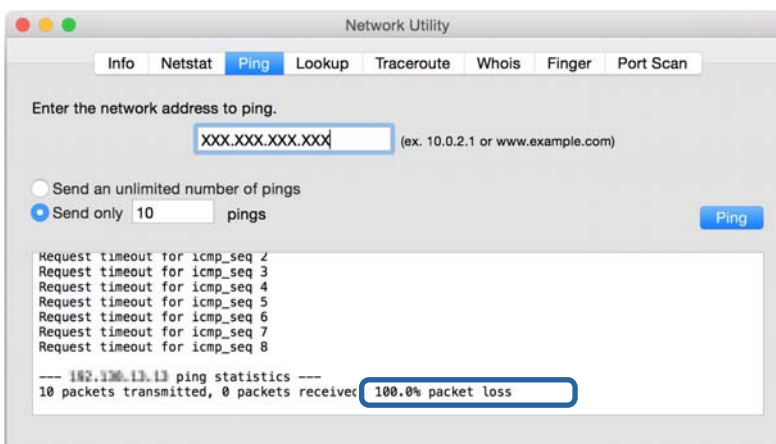 Network Utility
Info Netstat Ping Lookup Traceroute Whois Finger Port Scan
Enter the network address to ping.
XXX.XXX.XXX.XXX (ex. 10.0.2.1 or www.example.com)
Send an unlimited number of pings
Send only 10 pings
Ping
Request timeout for icmp_seq 2
Request timeout for icmp_seq 3
Request timeout for icmp_seq 4
Request timeout for icmp_seq 5
Request timeout for icmp_seq 6
Request timeout for icmp_seq 7
Request timeout for icmp_seq 8
--- ping statistics ---
10 packets transmitted, 0 packets received 100.0% packet loss